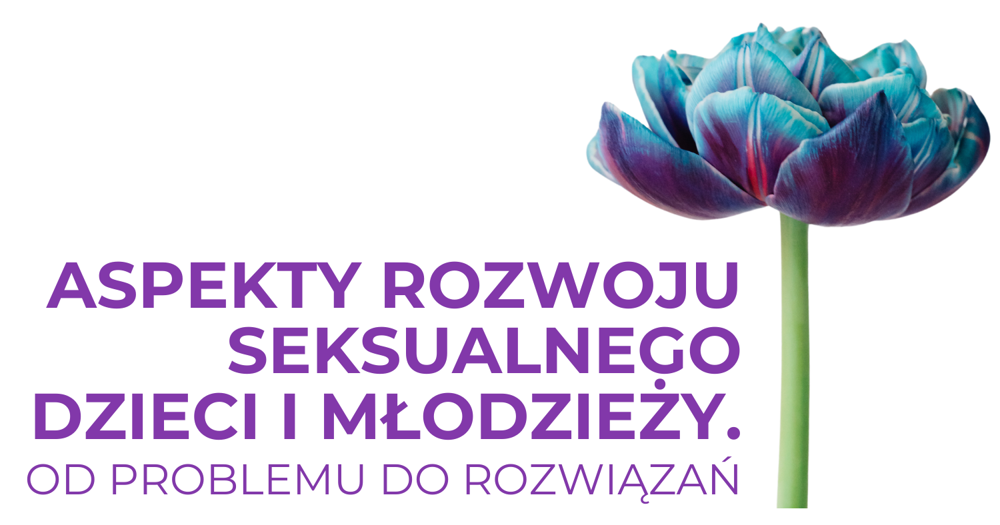 ASPEKTY ROZWOJU
SEKSUALNEGO
DZIECI I MŁODZIEŻY.
OD PROBLEMU DO ROZWIĄZAŃ